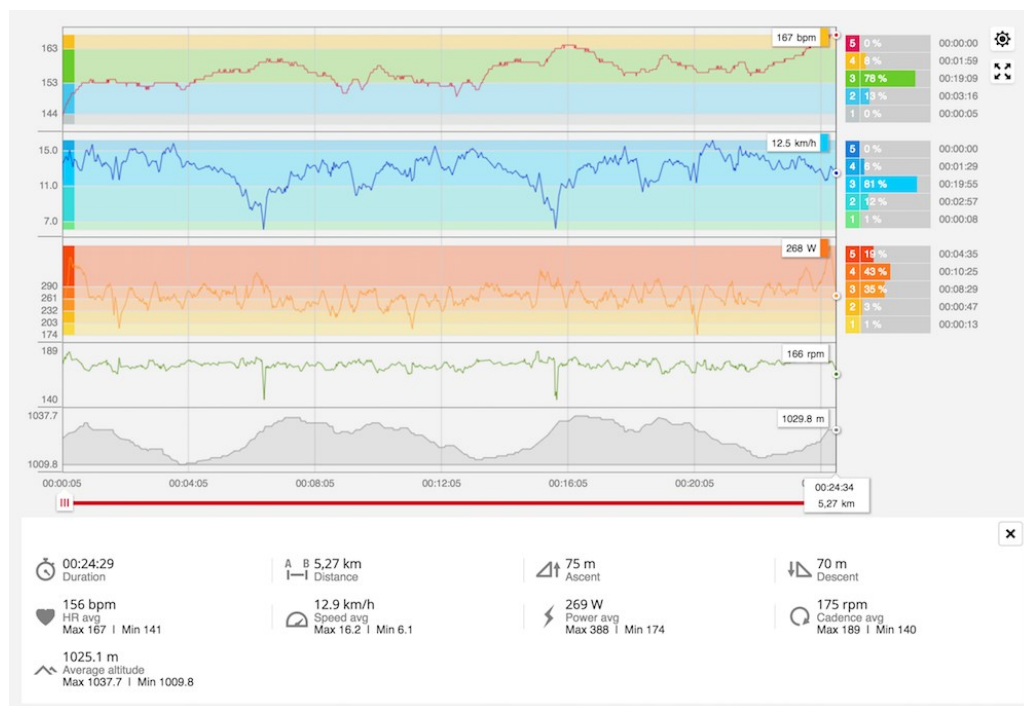 163
153
144
167 bpm
5 0 % 00:00:00
4 8 % 00:01:59
3 78 % 00:19:09
2 13 % 00:03:16
1 0 % 00:00:05
15.0
11.0
7.0
12.5 km/h
5 0 % 00:00:00
4 6 % 00:01:29
3 81 % 00:19:55
2 12 % 00:02:57
1 1 % 00:00:08
290
261
232
203
174
268 W
5 19 % 00:04:35
4 43 % 00:10:25
3 35 % 00:08:29
2 3 % 00:00:47
1 1 % 00:00:13
189
140
166 rpm
1037.7
1009.8
1029.8 m
00:00:05 00:04:05 00:08:05 00:12:05 00:16:05 00:20:05
00:24:34
5,27 km
00:24:29
Duration
A B 5,27 km
Distance
75 m
Ascent
70 m
Descent
156 bpm
HR avg
Max 167 | Min 141
12.9 km/h
Speed avg
Max 16.2 | Min 6.1
269 W
Power avg
Max 388 | Min 174
175 rpm
Cadence avg
Max 189 | Min 140
1025.1 m
Average altitude
Max 1037.7 | Min 1009.8